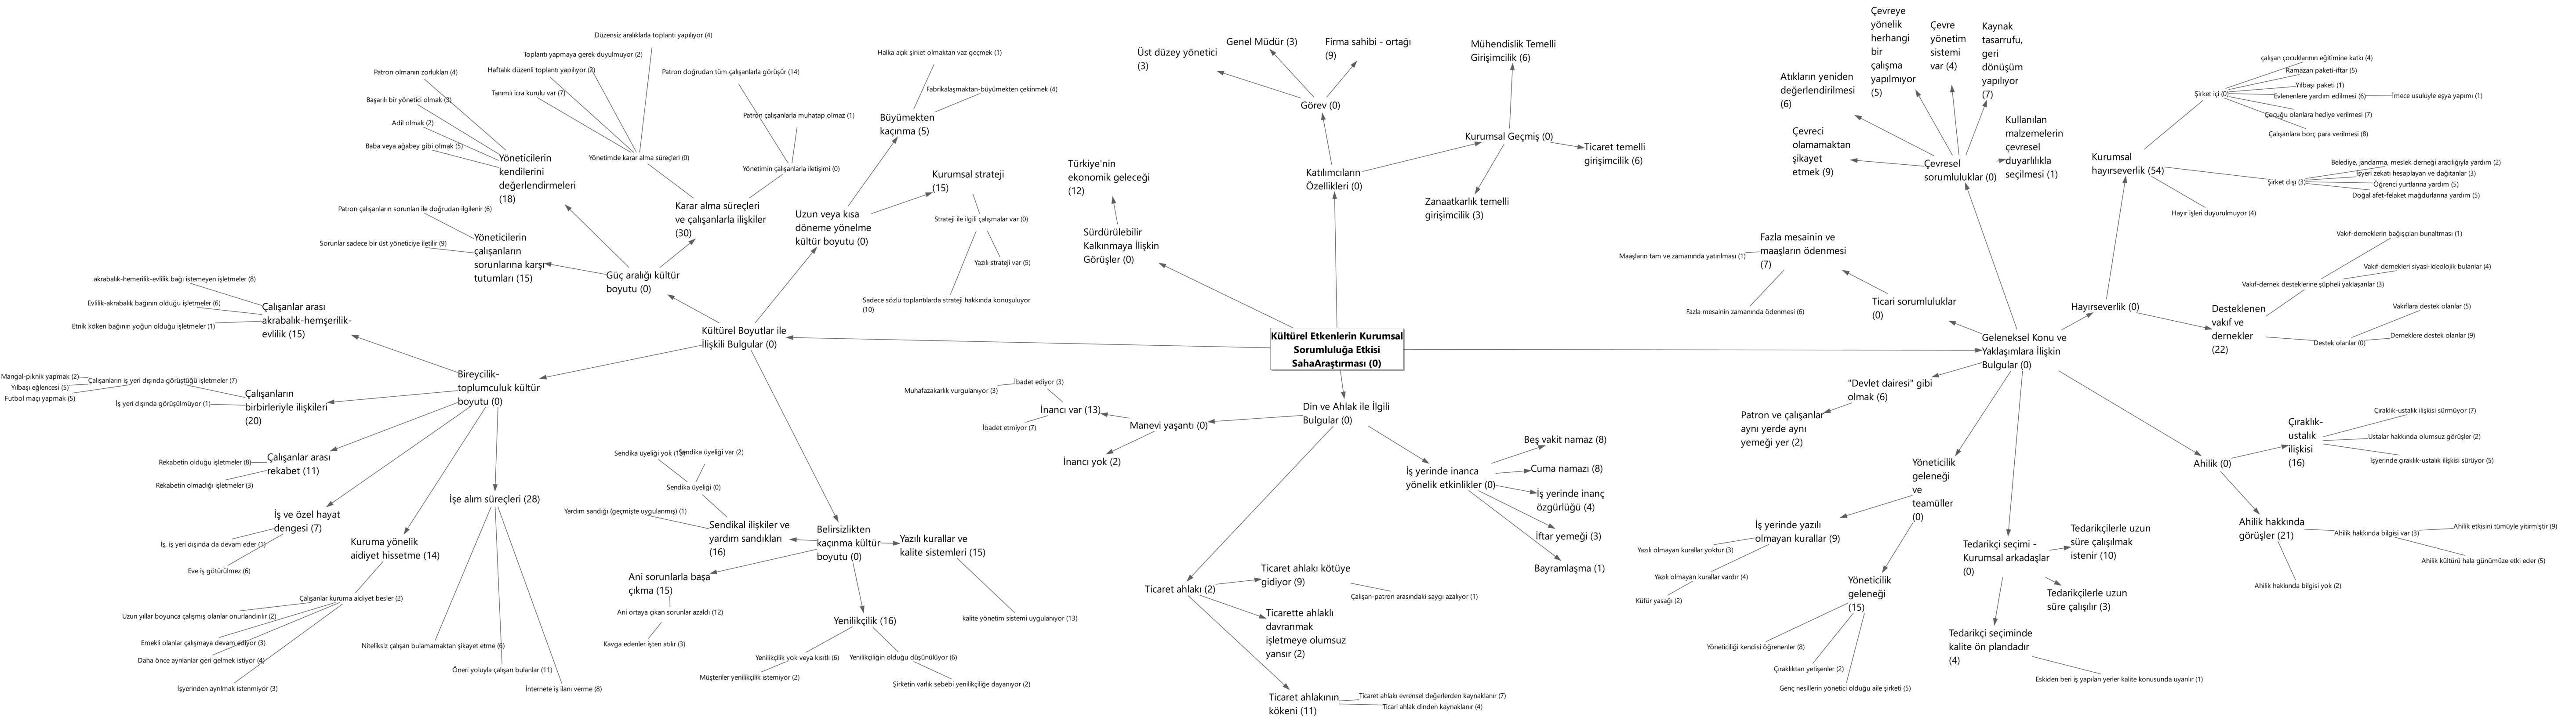 Kültürel Etkenlerin Kurumsal
Sorumluluğa Etkisi
SahaAraştırması (0)
Kültürel Boyutlar ile
İlişkili Bulgular (0)
Güç aralığı kültür
boyutu (0)
Yöneticilerin
kendilerini
değerlendirmeleri
(18)
Patron olmanın zorlukları (4)
Başarılı bir yönetici olmak (3)
Adil olmak (2)
Baba veya ağabey gibi olmak (5)
Yöneticilerin
çalışanların
sorunlarına karşı
tutumları (15)
Patron çalışanların sorunları ile doğrudan ilgilenir (6)
Sorunlar sadece bir üst yöneticiye iletilir (9)
Karar alma süreçleri
ve çalışanlarla ilişkiler
(30)
Yönetimde karar alma süreçleri (0)
Düzensiz aralıklarla toplantı yapılıyor (4)
Toplantı yapmaya gerek duyulmuyor (2)
Haftalık düzenli toplantı yapılıyor (2)
Tanımlı icra kurulu var (7)
Yönetimin çalışanlarla iletişimi (0)
Patron doğrudan tüm çalışanlarla görüşür (14)
Patron çalışanlarla muhatap olmaz (1)
Uzun veya kısa
döneme yönelme
kültür boyutu (0)
Büyümekten
kaçınma (5)
Halka açık şirket olmaktan vaz geçmek (1)
Fabrikalaşmaktan-büyümekten çekinmek (4)
Kurumsal strateji
(15)
Strateji ile ilgili çalışmalar var (0)
Yazılı strateji var (5)
Sadece sözlü toplantılarda strateji hakkında konuşuluyor
(10)
Bireycilik-
toplumculuk kültür
boyutu (0)
Çalışanlar arası
akrabalık-hemşerilik-
evlilik (15)
akrabalık-hemerilik-evlilik bağı istemeyen işletmeler (8)
Evlilik-akrabalık bağının olduğu işletmeler (6)
Etnik köken bağının yoğun olduğu işletmeler (1)
Çalışanların
birbirleriyle ilişkileri
(20)
Çalışanların iş yeri dışında görüştüğü işletmeler (7)
Mangal-piknik yapmak (2)
Yılbaşı eğlencesi (5)
Futbol maçı yapmak (5)
İş yeri dışında görüşülmüyor (1)
Çalışanlar arası
rekabet (11)
Rekabetin olduğu işletmeler (8)
Rekabetin olmadığı işletmeler (3)
İş ve özel hayat
dengesi (7)
İş, iş yeri dışında da devam eder (1)
Eve iş götürülmez (6)
Kuruma yönelik
aidiyet hissetme (14)
Çalışanlar kuruma aidiyet besler (2)
Uzun yıllar boyunca çalışmış olanlar onurlandırılır (2)
Emekli olanlar çalışmaya devam ediyor (3)
Daha önce ayrılanlar geri gelmek istiyor (4)
İşyerinden ayrılmak istenmiyor (3)
İşe alım süreçleri (28)
Niteliksiz çalışan bulamamaktan şikayet etme (6)
Öneri yoluyla çalışan bulanlar (11)
İnternete iş ilanı verme (8)
Belirsizlikten
kaçınma kültür
boyutu (0)
Sendikal ilişkiler ve
yardım sandıkları
(16)
Sendika üyeliği (0)
Sendika üyeliği yok
Sendika üyeliği var (2)
Yardım sandığı (geçmişte uygulanmış) (1)
Yazılı kurallar ve
kalite sistemleri (15)
kalite yönetim sistemi uygulanıyor (13)
Ani sorunlarla başa
çıkma (15)
Ani ortaya çıkan sorunlar azaldı (12)
Kavga edenler işten atılır (3)
Yenilikçilik (16)
Yenilikçilik yok veya kısıtlı (6)
Müşteriler yenilikçilik istemiyor (2)
Yenilikçiliğin olduğu düşünülüyor (6)
Şirketin varlık sebebi yenilikçiliğe dayanıyor (2)
Sürdürülebilir
Kalkınmaya İlişkin
Görüşler (0)
Türkiye'nin
ekonomik geleceği
(12)
Katılımcıların
Özellikleri (0)
Görev (0)
Üst düzey yönetici
(3)
Genel Müdür (3)
Firma sahibi - ortağı
(9)
Kurumsal Geçmiş (0)
Mühendislik Temelli
Girişimcilik (6)
Ticaret temelli
girişimcilik (6)
Zanaatkarlık temelli
girişimcilik (3)
Din ve Ahlak ile İlgili
Bulgular (0)
Manevi yaşantı (0)
İnancı var (13)
İbadet ediyor (3)
Muhafazakarlık vurgulanıyor (3)
İbadet etmiyor (7)
İnancı yok (2)
İş yerinde inanca
yönelik etkinlikler (0)
Beş vakit namaz (8)
Cuma namazı (8)
İş yerinde inanç
özgürlüğü (4)
İftar yemeği (3)
Bayramlaşma (1)
Ticaret ahlakı (2)
Ticaret ahlakı kötüye
gidiyor (9)
Çalışan-patron arasındaki saygı azalıyor (1)
Ticarette ahlaklı
davranmak
işletmeye olumsuz
yansır (2)
Ticaret ahlakının
kökeni (11)
Ticaret ahlakı evrensel değerlerden kaynaklanır (7)
Ticari ahlak dinden kaynaklanır (4)
Geleneksel Konu ve
Yaklaşımlara İlişkin
Bulgular (0)
Çevresel
sorumluluklar (0)
Çevreye
yönelik
herhangi
bir
çalışma
yapılmıyor
(5)
Çevre
yönetim
sistemi
var (4)
Kaynak
tasarrufu,
geri
dönüşüm
yapılıyor
(7)
Atıkların yeniden
değerlendirilmesi
(6)
Çevreci
olamamaktan
şikayet
etmek (9)
Kullanılan
malzemelerin
çevresel
duyarlılıkla
seçilmesi (1)
Ticari sorumluluklar
(0)
Fazla mesainin ve
maaşların ödenmesi
(7)
Maaşların tam ve zamanında yatırılması (1)
Fazla mesainin zamanında ödenmesi (6)
Hayırseverlik (0)
Kurumsal
hayırseverlik (54)
Şirket içi (0)
çalışan çocuklarının eğitimine katkı (4)
Ramazan paketi-iftar (5)
Yılbaşı paketi (1)
Evlenenlere yardım edilmesi (6)
İmece usuluyle eşya yapımı (1)
Çocuğu olanlara hediye verilmesi (7)
Çalışanlara borç para verilmesi (8)
Şirket dışı (3)
Belediye, jandarma, meslek derneği aracılığıyla yardım (2)
İşyeri zekatı hesaplayan ve dağıtanlar (3)
Öğrenci yurtlarına yardım (5)
Doğal afet-felaket mağdurlarına yardım (5)
Hayır işleri duyurulmuyor (4)
Desteklenen
vakıf ve
dernekler
(22)
Vakıf-dernek desteklerine şüpheli yaklaşanlar (3)
Vakıf-derneklerin bağışçıları bunaltması (1)
Vakıf-dernekleri siyasi-ideolojik bulanlar (4)
Destek olanlar (0)
Vakıflara destek olanlar (5)
Derneklere destek olanlar (9)
"Devlet dairesi" gibi
olmak (6)
Patron ve çalışanlar
aynı yerde aynı
yemeği yer (2)
Yöneticilik
geleneği
ve
teamüller
(0)
İş yerinde yazılı
olmayan kurallar (9)
Yazılı olmayan kurallar yoktur (3)
Yazılı olmayan kurallar vardır (4)
Küfür yasağı (2)
Yöneticilik
geleneği
(15)
Yöneticiliği kendisi öğrenenler (8)
Çıraklıktan yetişenler (2)
Genç nesillerin yönetici olduğu aile şirketi (5)
Tedarikçi seçimi -
Kurumsal arkadaşlar
(0)
Tedarikçilerle uzun
süre çalışılmak
istenir (10)
Tedarikçilerle uzun
süre çalışılır (3)
Tedarikçi seçiminde
kalite ön plandadır
(4)
Eskiden beri iş yapılan yerler kalite konusunda uyarılır (1)
Ahilik (0)
Çıraklık-
ustalık
ilişkisi
(16)
Çıraklık-ustalık ilişkisi sürmüyor (7)
Ustalar hakkında olumsuz görüşler (2)
İşyerinde çıraklık-ustalık ilişkisi sürüyor (5)
Ahilik hakkında
görüşler (21)
Ahilik hakkında bilgisi var (3)
Ahilik etkisini tümüyle yitirmiştir (9)
Ahilik kültürü hala günümüze etki eder (5)
Ahilik hakkında bilgisi yok (2)